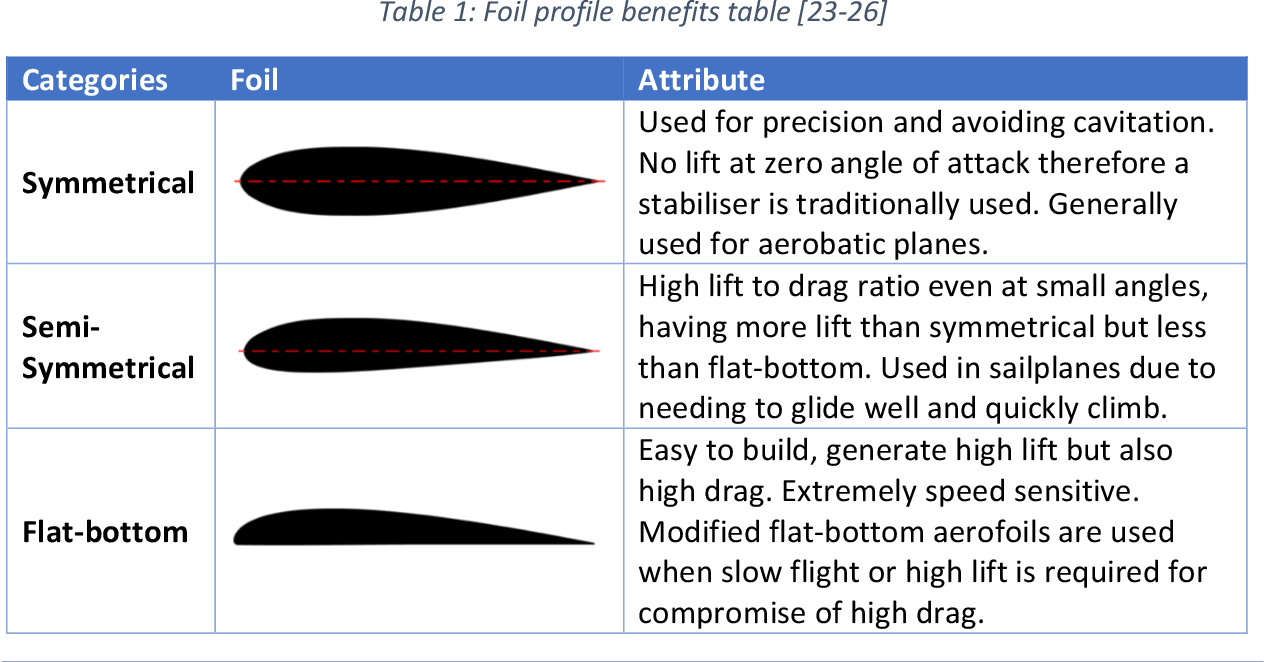 Table 1: Foil profile benefits table [23-26]
Categories
Foil
Attribute
Symmetrical
Used for precision and avoiding cavitation.
No lift at zero angle of attack therefore a
stabiliser is traditionally used. Generally
used for aerobatic planes.
Semi-
Symmetrical
High lift to drag ratio even at small angles,
having more lift than symmetrical but less
than flat-bottom. Used in sailplanes due to
needing to glide well and quickly climb.
Flat-bottom
Easy to build, generate high lift but also
high drag. Extremely speed sensitive.
Modified flat-bottom aerofoils are used
when slow flight or high lift is required for
compromise of high drag.